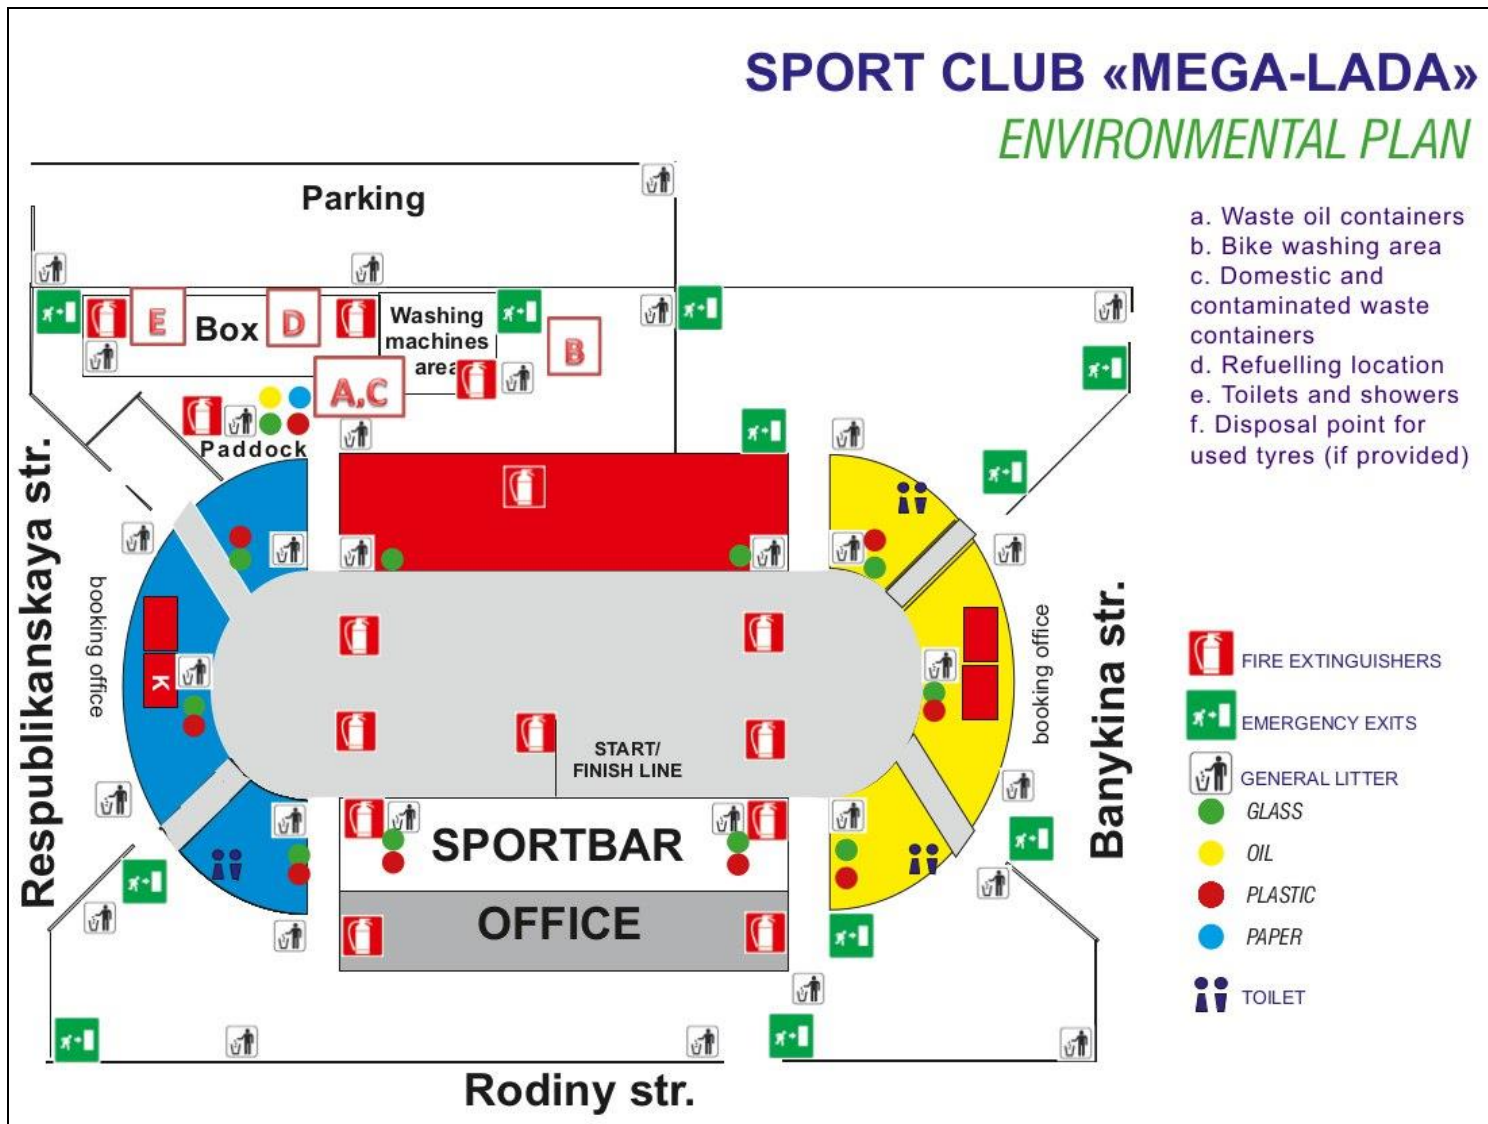 SPORT CLUB «MEGA-LADA»
ENVIRONMENTAL PLAN
Parking
a. Waste oil containers
b. Bike washing area
c. Domestic and
contaminated waste
containers
d. Refuelling location
e. Toilets and showers
f. Disposal point for
used tyres (if provided)
E
Box
D
Washing
machines
area
B
A,C
Paddock
Respublikanskaya str.
booking office
K
START/
FINISH LINE
SPORTBAR
OFFICE
booking office
Banykina str.
FIRE EXTINGUISHERS
EMERGENCY EXITS
GENERAL LITTER
GLASS
OIL
PLASTIC
PAPER
TOILET
Rodiny str.